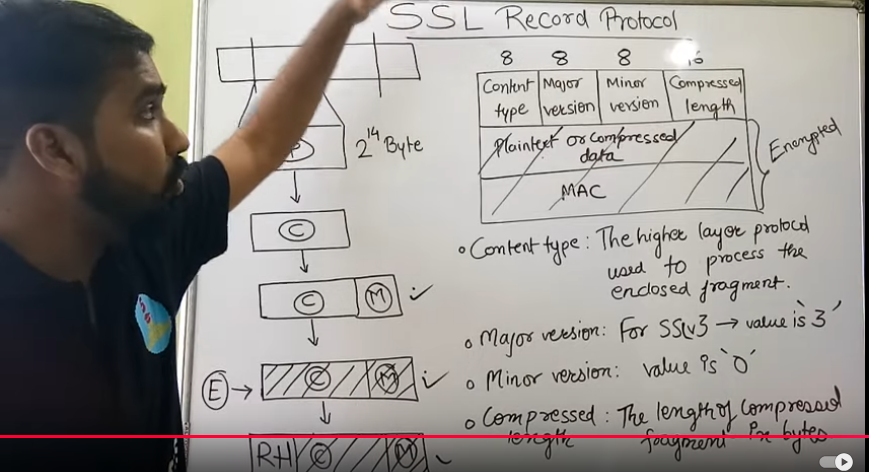 SSL Record Protocol
8 8 8 16
Content type
Major version
Minor version
Compressed length
Plaintext or compressed
data
MAC
Encrypted
P
2^14 Byte
C
C M
E → C M
RH C M
• Content type: The higher layer protocol
used to process the
enclosed fragment.
• Major version: For SSLv3 → value is '3'
• Minor version: value is '0'
• Compressed length : The length of compressed
fragment in bytes